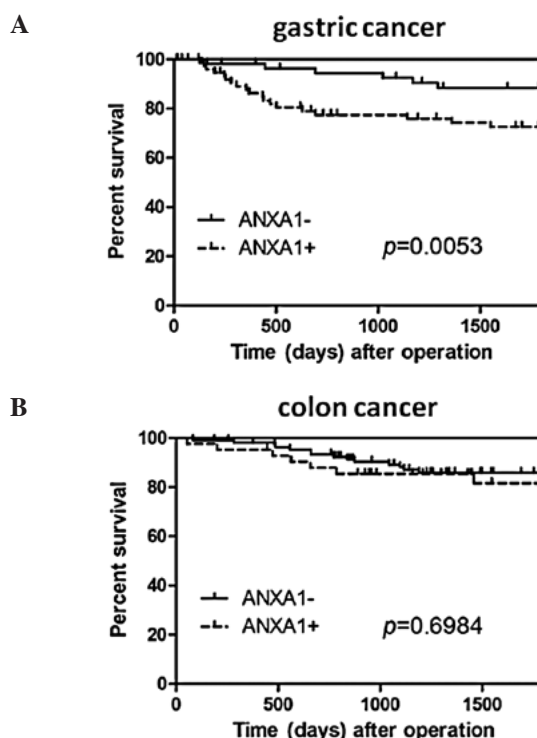 A
gastric cancer
Percent survival
100
80
60
40
20
0
ANXA1-
ANXA1+
p=0.0053
0 500 1000 1500
Time (days) after operation
B
colon cancer
Percent survival
100
80
60
40
20
0
ANXA1-
ANXA1+
p=0.6984
0 500 1000 1500
Time (days) after operation